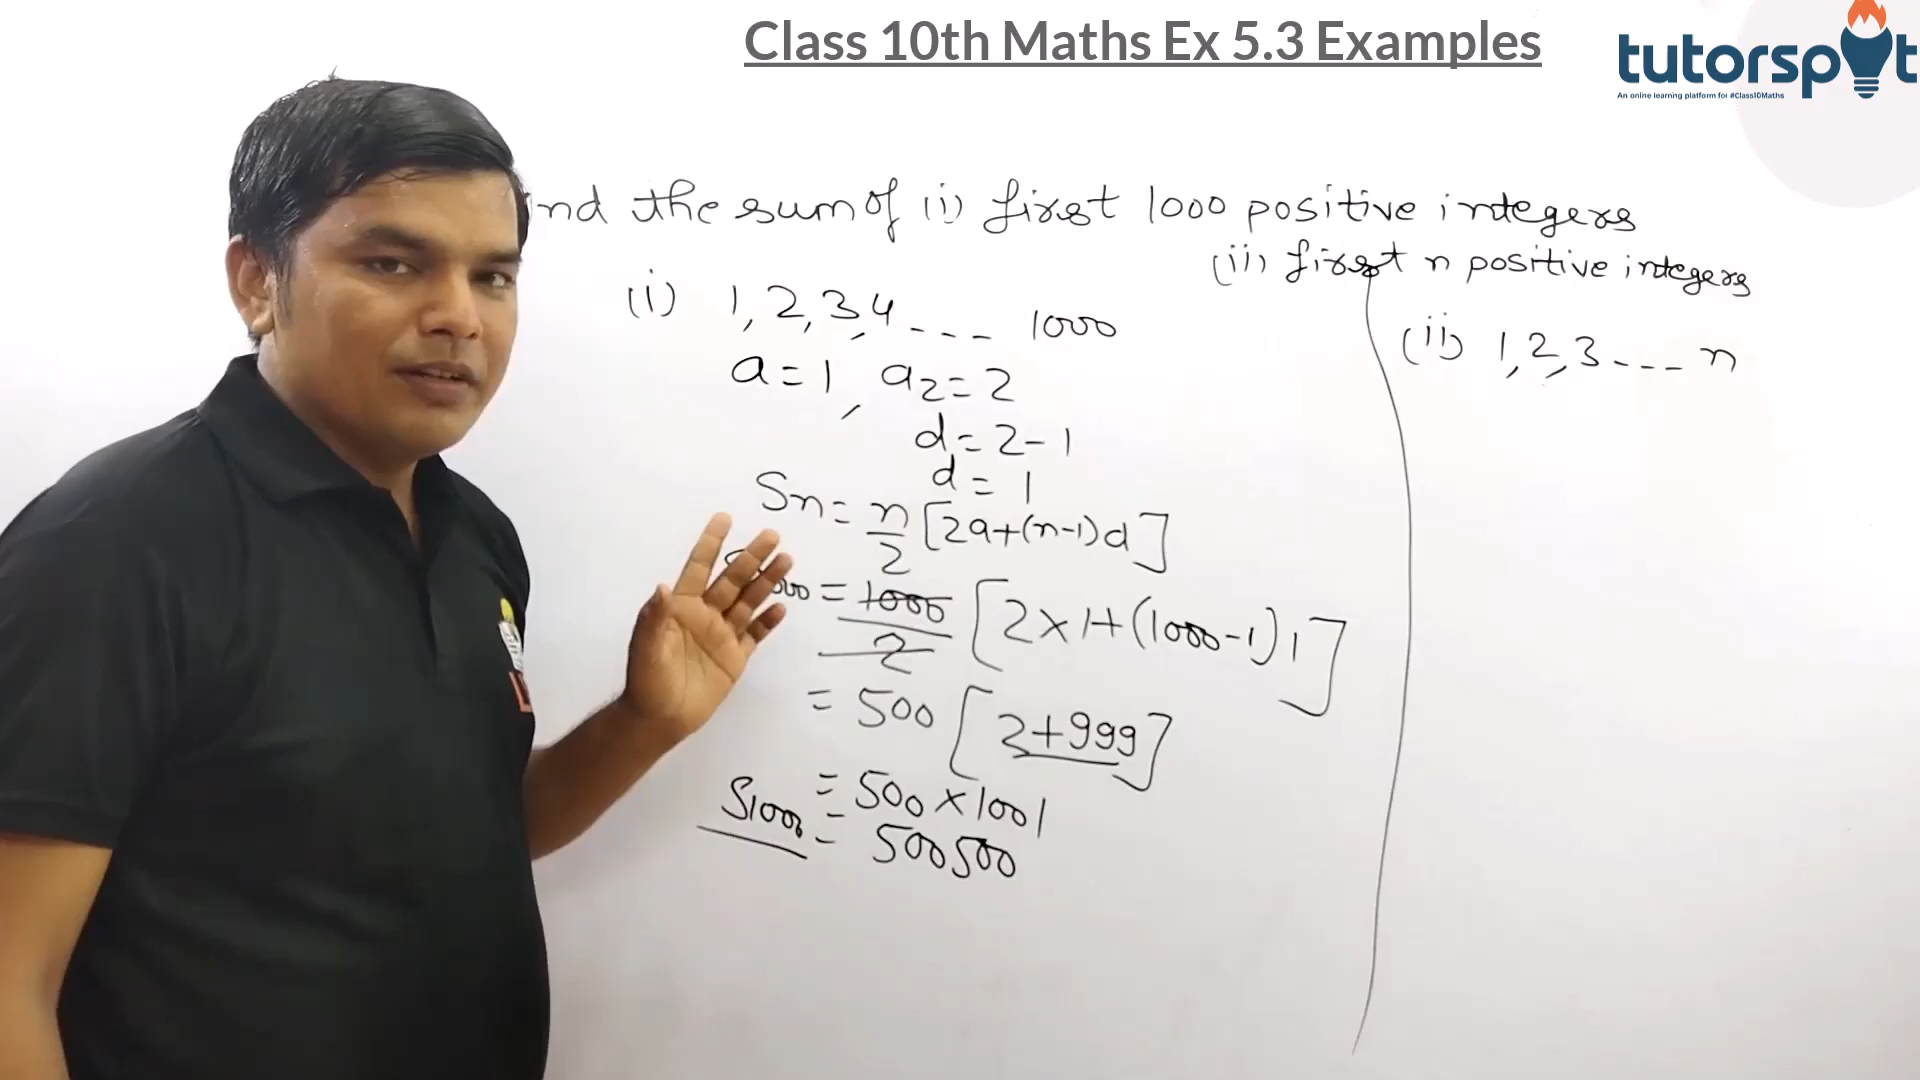 Class 10th Maths Ex 5.3 Examples
tutorspot
An online learning platform for #Class10Maths
the sum of (i) first 1000 positive integers
(ii) first n positive integers
(i) 1, 2, 3, 4 - - - 1000
a = 1, a2 = 2
d = 2 - 1
d = 1
Sn = n/2 [2a+(n-1)d]
= 1000/2 [2×1+(1000-1)1]
= 500 [2+999]
= 500 × 1001
S1000 = 500500
(ii) 1, 2, 3 - - - n